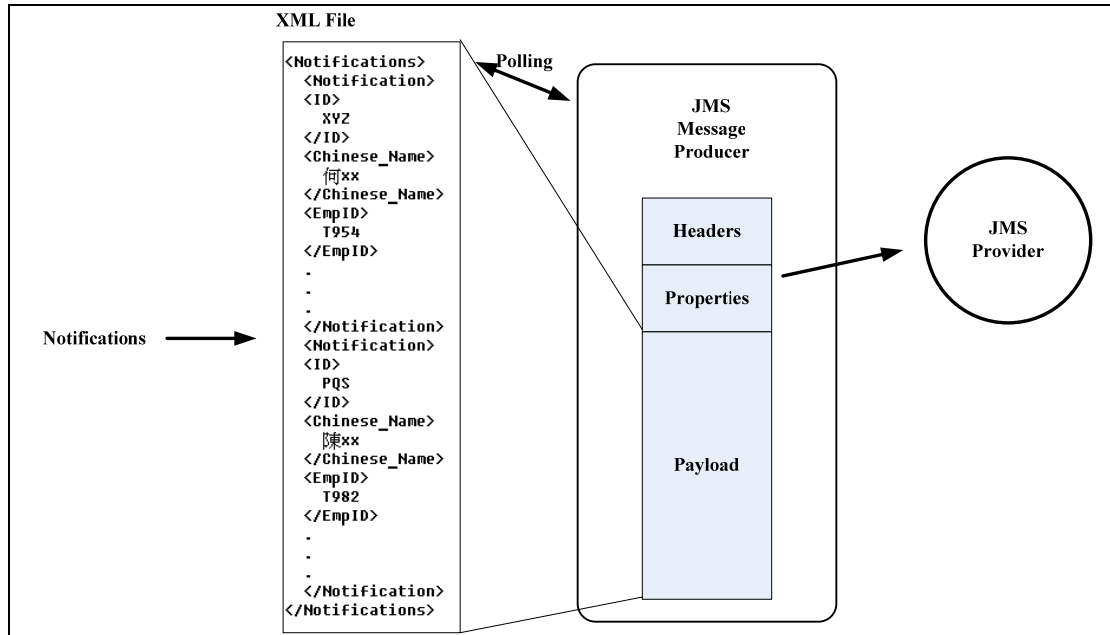 XML File
<Notifications>
<Notification>
<ID>
XYZ
</ID>
<Chinese_Name>
何xx
</Chinese_Name>
<EmpID>
T954
</EmpID>
.
.
.
</Notification>
<Notification>
<ID>
PQS
</ID>
<Chinese_Name>
陳xx
</Chinese_Name>
<EmpID>
T982
</EmpID>
.
.
.
</Notification>
</Notifications>
Notifications
Polling
JMS
Message
Producer
Headers
Properties
Payload
JMS
Provider